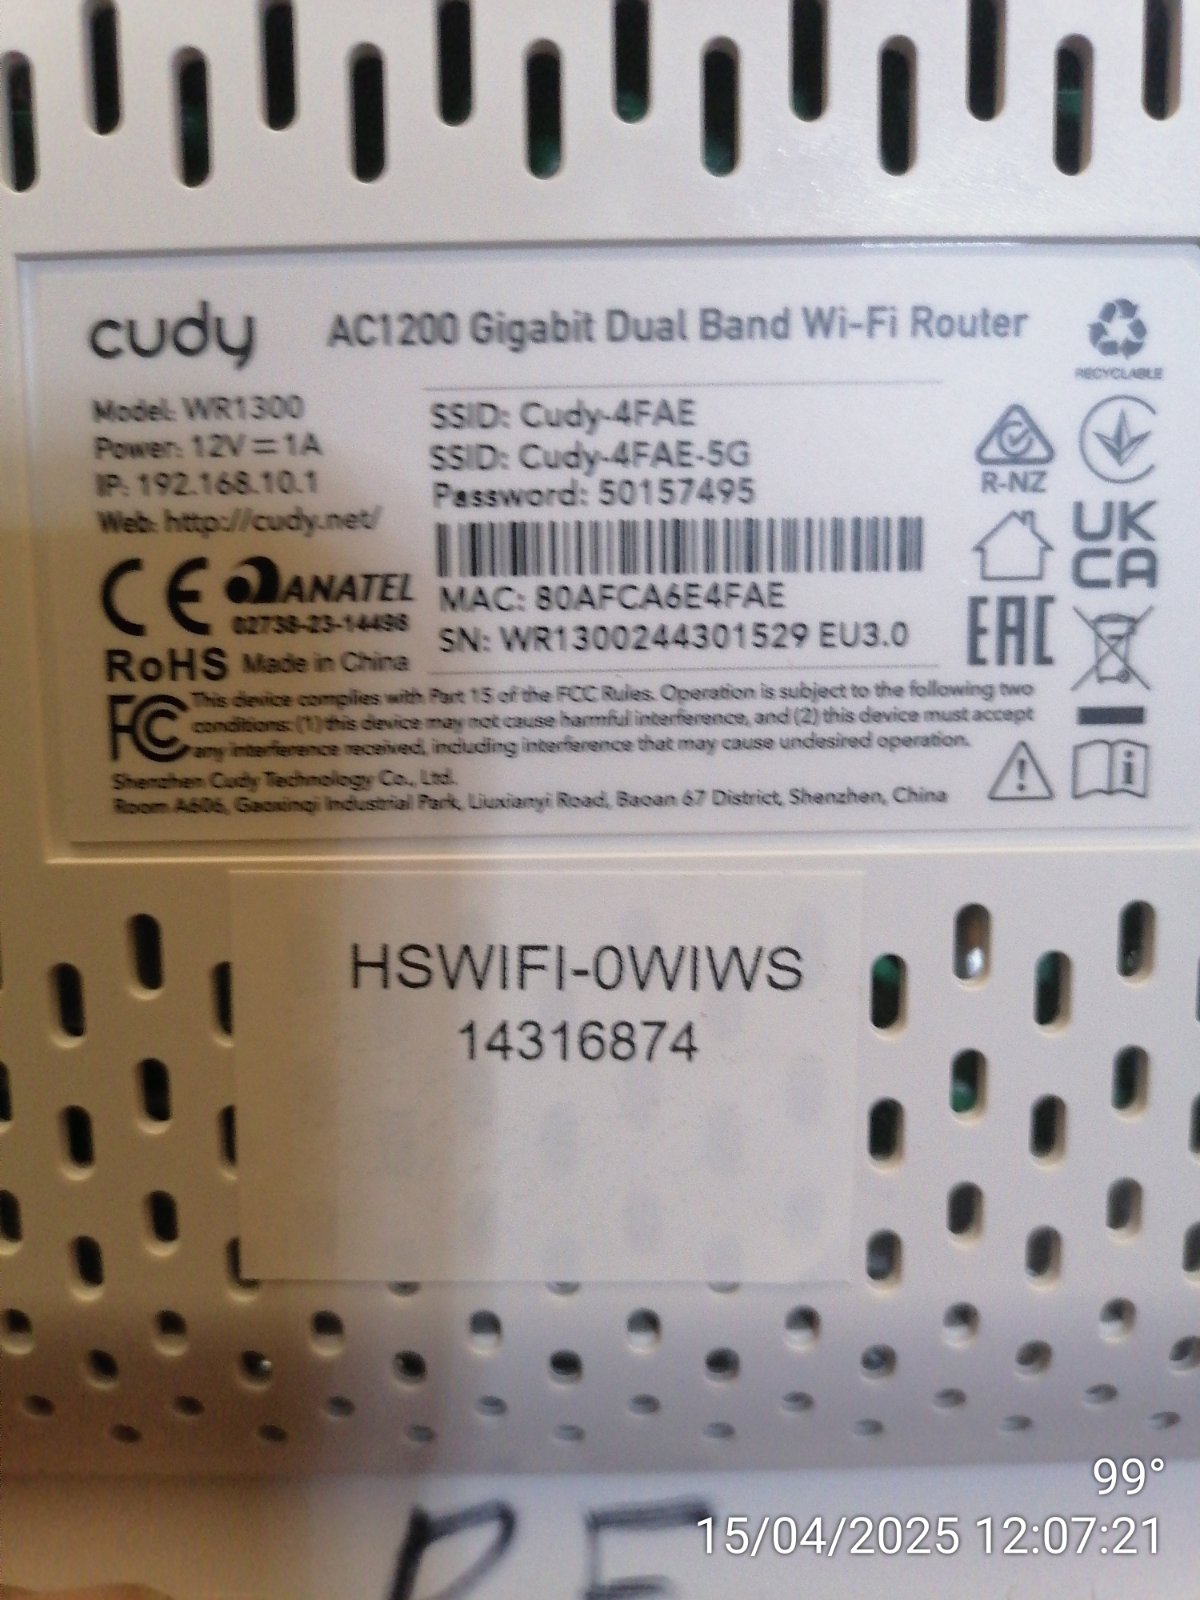 cudy AC1200 Gigabit Dual Band Wi-Fi Router
RECYCLABLE
Model: WR1300
Power: 12V⎓1A
IP: 192.168.10.1
Web: http://cudy.net/
SSID: Cudy-4FAE
SSID: Cudy-4FAE-5G
Password: 50157495
MAC: 80AFCA6E4FAE
SN: WR1300244301529 EU3.0
R-NZ
UK
CA
EAC
CE ANATEL
02738-23-14498
RoHS Made in China
FC This device complies with Part 15 of the FCC Rules. Operation is subject to the following two
conditions: (1) this device may not cause harmful interference, and (2) this device must accept
any interference received, including interference that may cause undesired operation.
Shenzhen Cudy Technology Co., Ltd.
Room A606, Gaoxinqi Industrial Park, Liuxianyi Road, Baoan 67 District, Shenzhen, China
HSWIFI-0WIWS
14316874
99°
15/04/2025 12:07:21